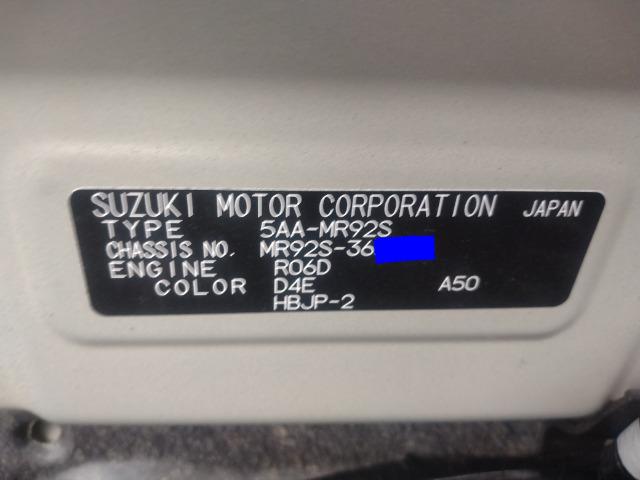 SUZUKI MOTOR CORPORATION JAPAN
TYPE 5AA-MR92S
CHASSIS NO. MR92S-36
ENGINE R06D
COLOR D4E A50
HBJP-2